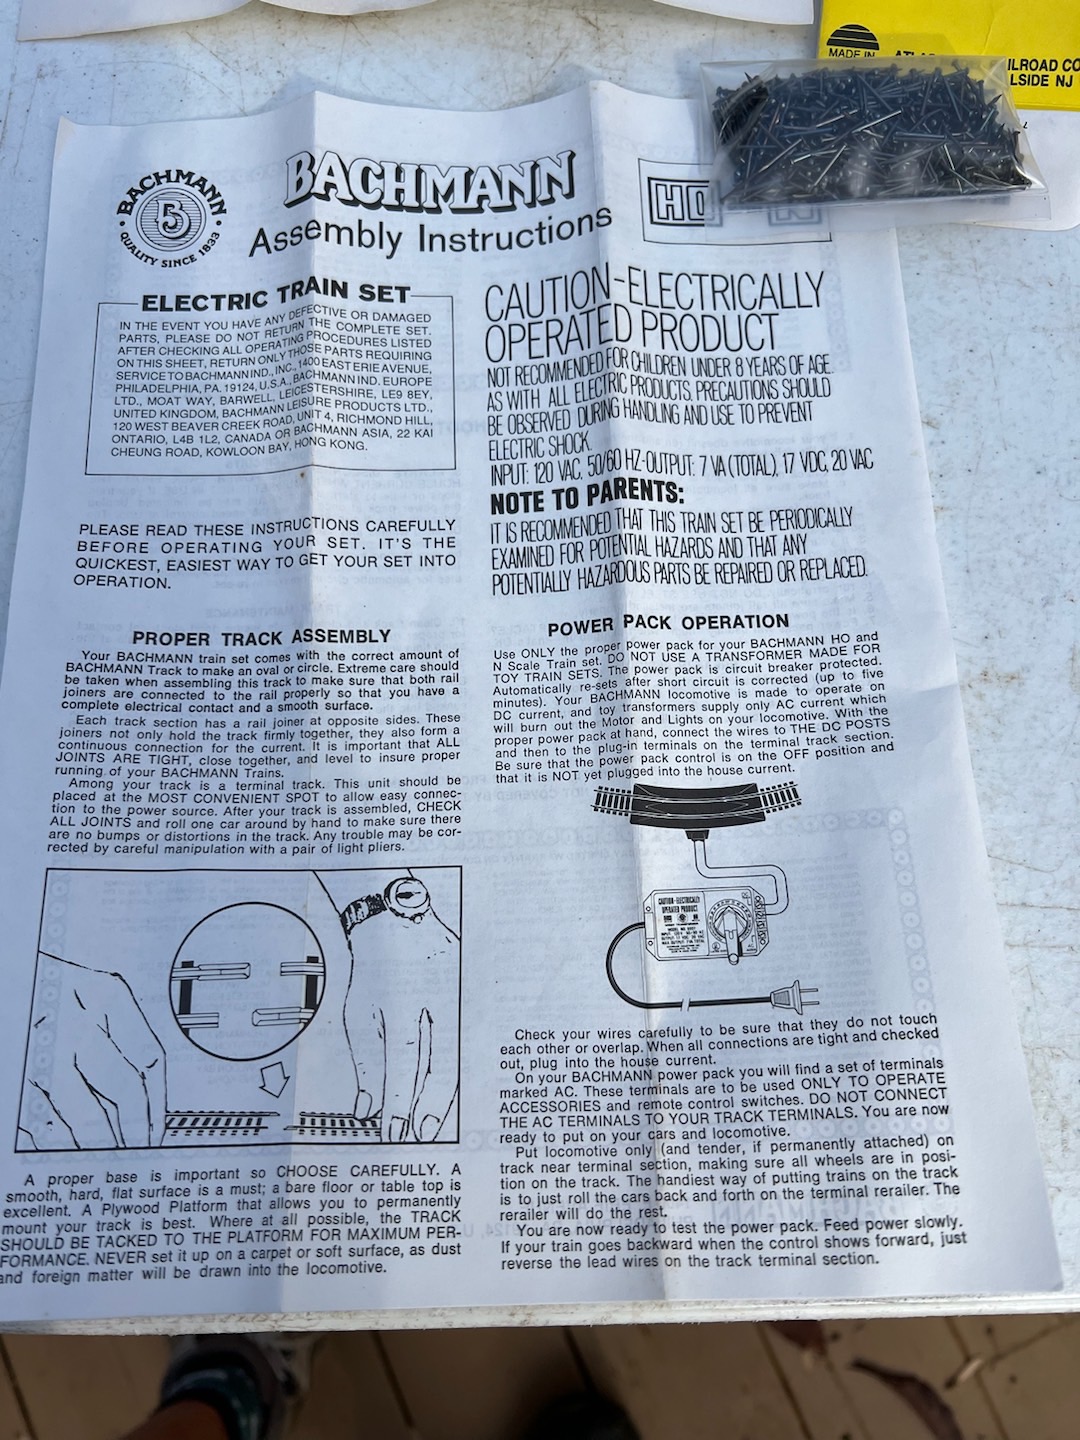 MADE IN
ILROAD CO
LSIDE NJ
BACHMANN
QUALITY SINCE 1833
BACHMANN
Assembly Instructions
HO
ELECTRIC TRAIN SET
IN THE EVENT YOU HAVE ANY DEFECTIVE OR DAMAGED
PARTS, PLEASE DO NOT RETURN THE COMPLETE SET.
AFTER CHECKING ALL OPERATING PROCEDURES LISTED
ON THIS SHEET, RETURN ONLY THOSE PARTS REQUIRING
SERVICE TO BACHMANN IND., INC., 1400 EAST ERIE AVENUE,
PHILADELPHIA, PA. 19124, U.S.A., BACHMANN IND. EUROPE
LTD., MOAT WAY, BARWELL, LEICESTERSHIRE, LE9 8EY,
UNITED KINGDOM, BACHMANN LEISURE PRODUCTS LTD.,
120 WEST BEAVER CREEK ROAD, UNIT 4, RICHMOND HILL,
ONTARIO, L4B 1L2, CANADA OR BACHMANN ASIA, 22 KAI
CHEUNG ROAD, KOWLOON BAY, HONG KONG.
PLEASE READ THESE INSTRUCTIONS CAREFULLY
BEFORE OPERATING YOUR SET. IT'S THE
QUICKEST, EASIEST WAY TO GET YOUR SET INTO
OPERATION.
PROPER TRACK ASSEMBLY
Your BACHMANN train set comes with the correct amount of
BACHMANN Track to make an oval or circle. Extreme care should
be taken when assembling this track to make sure that both rail
joiners are connected to the rail properly so that you have a
complete electrical contact and a smooth surface.
Each track section has a rail joiner at opposite sides. These
joiners not only hold the track firmly together, they also form a
continuous connection for the current. It is important that ALL
JOINTS ARE TIGHT, close together, and level to insure proper
running of your BACHMANN Trains.
Among your track is a terminal track. This unit should be
placed at the MOST CONVENIENT SPOT to allow easy connec-
tion to the power source. After your track is assembled, CHECK
ALL JOINTS and roll one car around by hand to make sure there
are no bumps or distortions in the track. Any trouble may be cor-
rected by careful manipulation with a pair of light pliers.
A proper base is important so CHOOSE CAREFULLY. A
smooth, hard, flat surface is a must; a bare floor or table top is
excellent. A Plywood Platform that allows you to permanently
mount your track is best. Where at all possible, the TRACK
SHOULD BE TACKED TO THE PLATFORM FOR MAXIMUM PER-
FORMANCE. NEVER set it up on a carpet or soft surface, as dust
and foreign matter will be drawn into the locomotive.
CAUTION-ELECTRICALLY
OPERATED PRODUCT
NOT RECOMMENDED FOR CHILDREN UNDER 8 YEARS OF AGE.
AS WITH ALL ELECTRIC PRODUCTS. PRECAUTIONS SHOULD
BE OBSERVED DURING HANDLING AND USE TO PREVENT
ELECTRIC SHOCK.
INPUT: 120 VAC, 50/60 HZ-OUTPUT: 7 VA (TOTAL), 17 VDC, 20 VAC
NOTE TO PARENTS:
IT IS RECOMMENDED THAT THIS TRAIN SET BE PERIODICALLY
EXAMINED FOR POTENTIAL HAZARDS AND THAT ANY
POTENTIALLY HAZARDOUS PARTS BE REPAIRED OR REPLACED.
POWER PACK OPERATION
Use ONLY the proper power pack for your BACHMANN HO and
N Scale Train set. DO NOT USE A TRANSFORMER MADE FOR
TOY TRAIN SETS. The power pack is circuit breaker protected.
Automatically re-sets after short circuit is corrected (up to five
minutes). Your BACHMANN locomotive is made to operate on
DC current, and toy transformers supply only AC current which
will burn out the Motor and Lights on your locomotive. With the
proper power pack at hand, connect the wires to THE DC POSTS
and then to the plug-in terminals on the terminal track section.
Be sure that the power pack control is on the OFF position and
that it is NOT yet plugged into the house current.
CAUTION-ELECTRICALLY
OPERATED PRODUCT
Check your wires carefully to be sure that they do not touch
each other or overlap. When all connections are tight and checked
out, plug into the house current.
On your BACHMANN power pack you will find a set of terminals
marked AC. These terminals are to be used ONLY TO OPERATE
ACCESSORIES and remote control switches. DO NOT CONNECT
THE AC TERMINALS TO YOUR TRACK TERMINALS. You are now
ready to put on your cars and locomotive.
Put locomotive only (and tender, if permanently attached) on
track near terminal section, making sure all wheels are in posi-
tion on the track. The handiest way of putting trains on the track
is to just roll the cars back and forth on the terminal rerailer. The
rerailer will do the rest.
You are now ready to test the power pack. Feed power slowly.
If your train goes backward when the control shows forward, just
reverse the lead wires on the track terminal section.